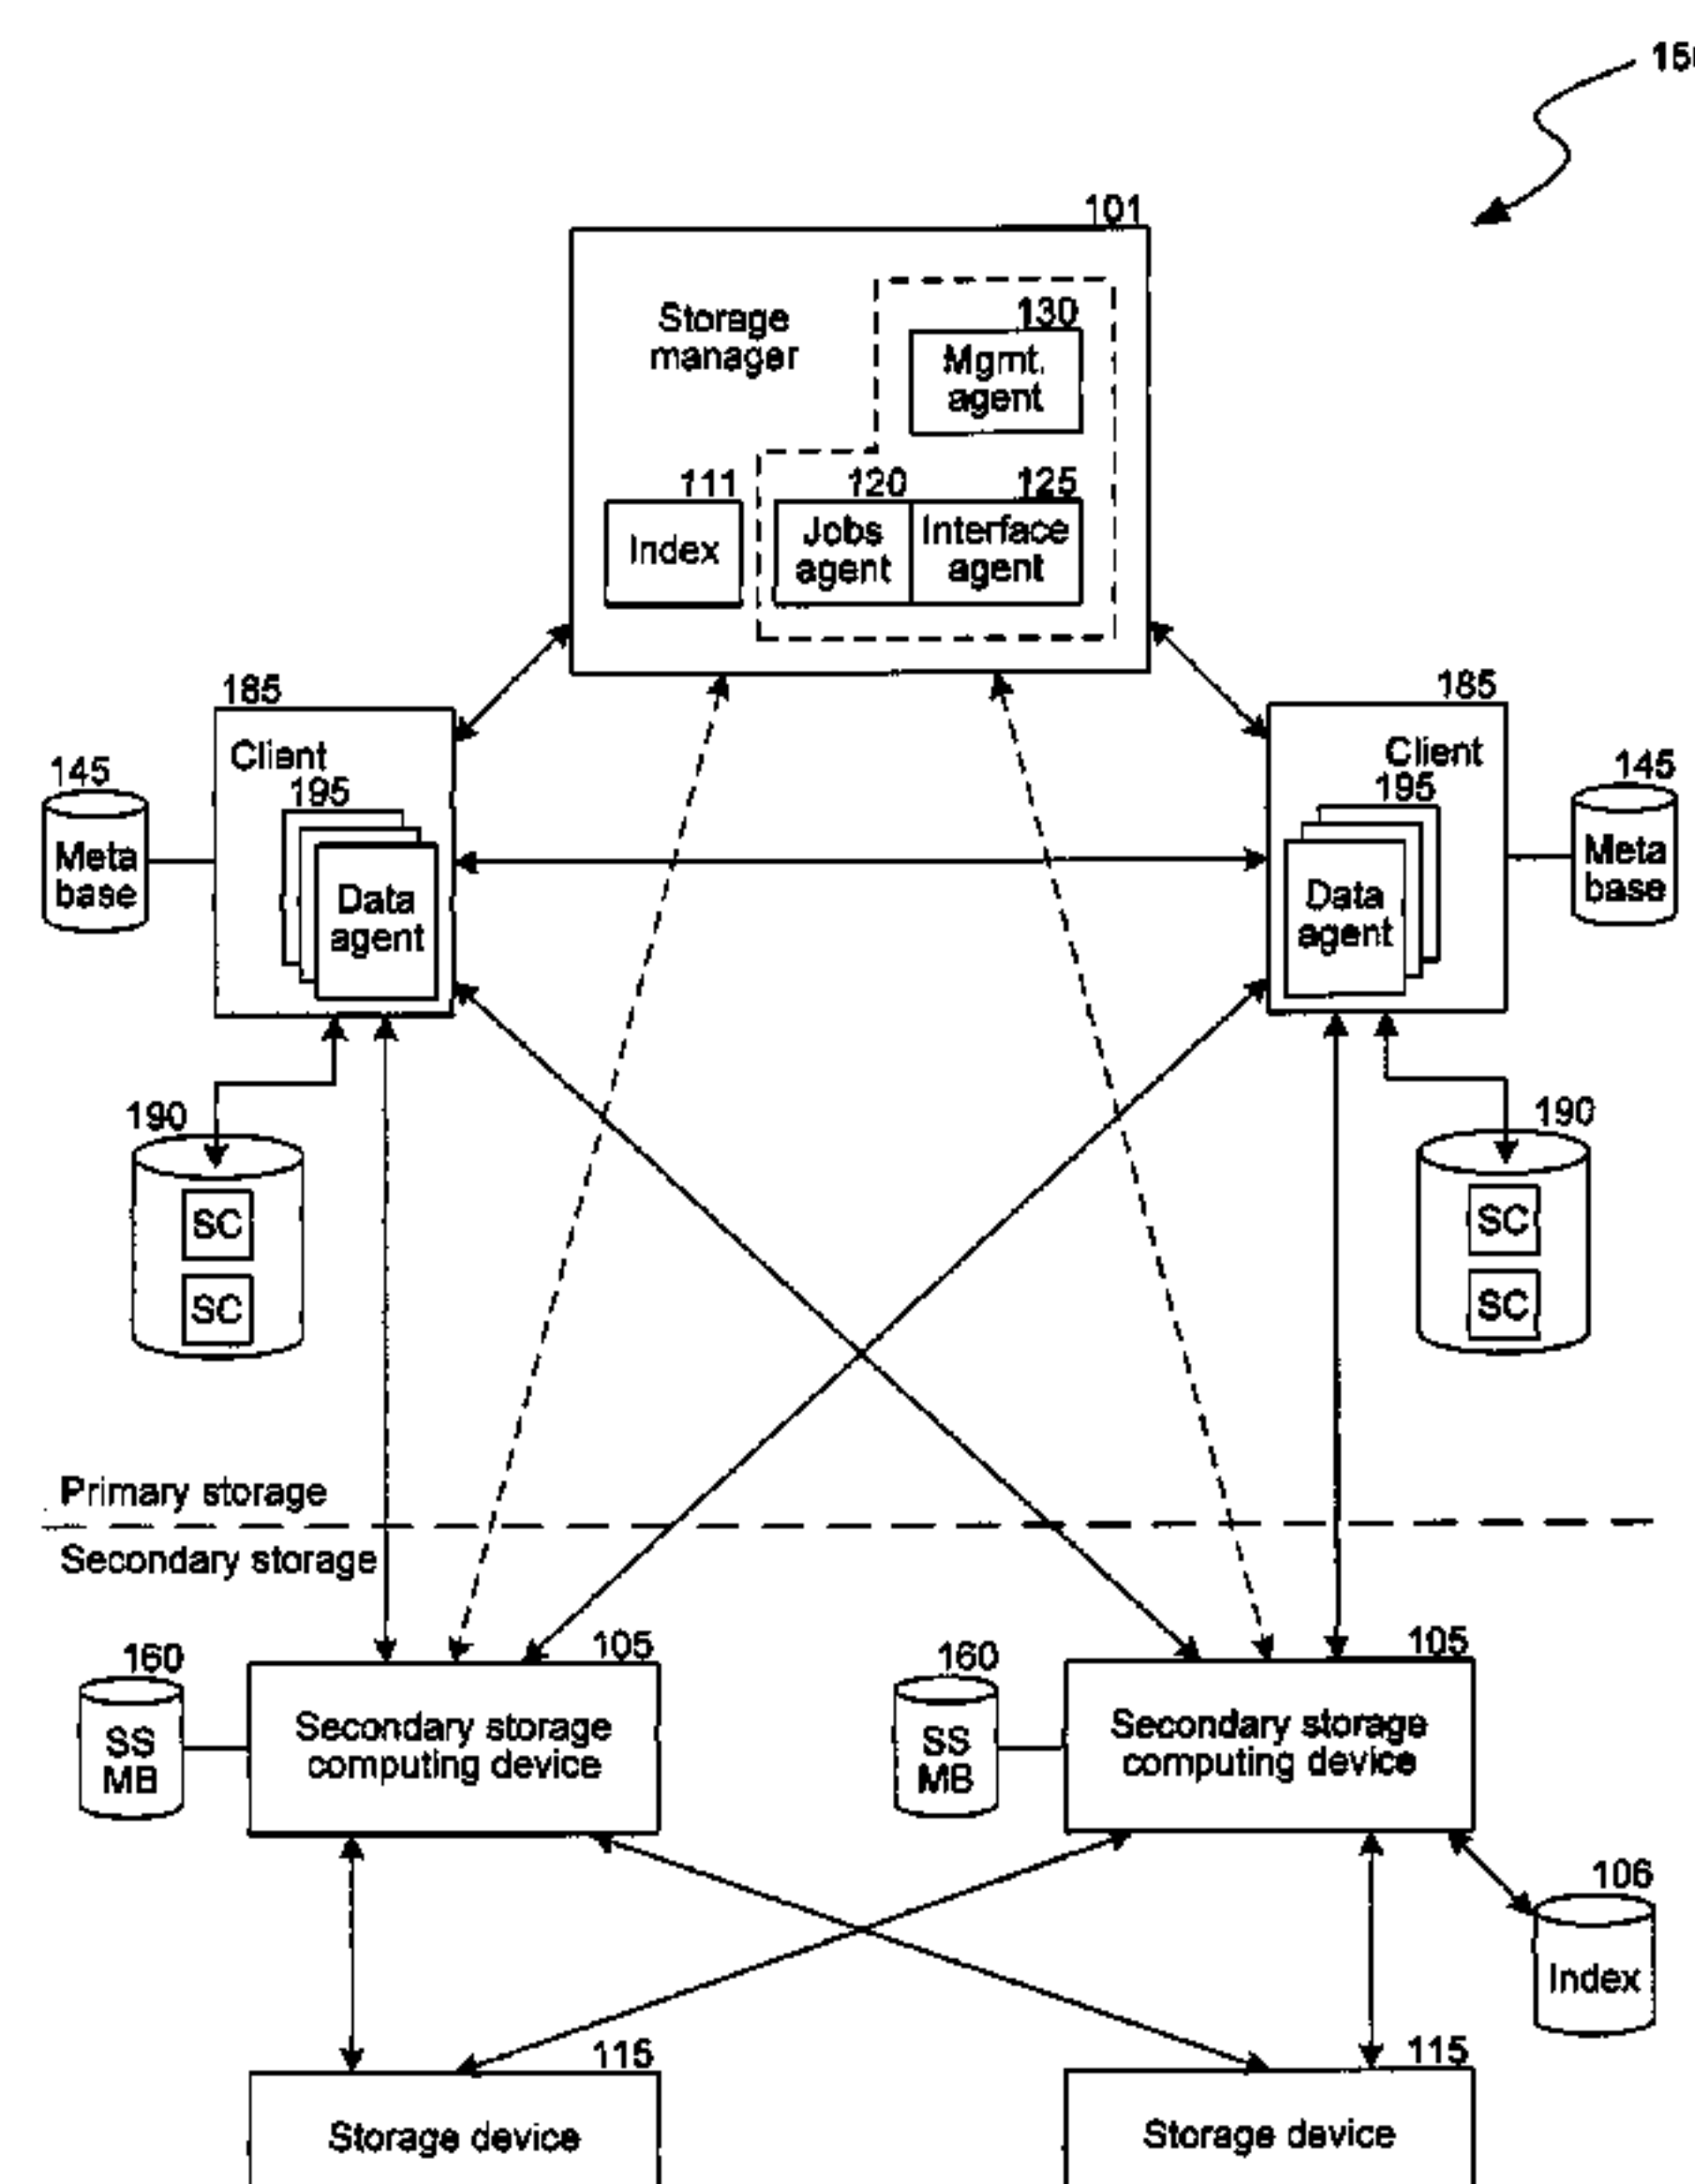 101
Storage
manager
130
Mgmt.
agent
111
Index
120
Jobs
agent
125
Interface
agent
185
Client
195
Data
agent
145
Meta
base
185
Client
195
Data
agent
145
Meta
base
190
SC
SC
190
SC
SC
Primary storage
Secondary storage
160
SS
MB
105
Secondary storage
computing device
160
SS
MB
105
Secondary storage
computing device
106
Index
115
Storage device
115
Storage device